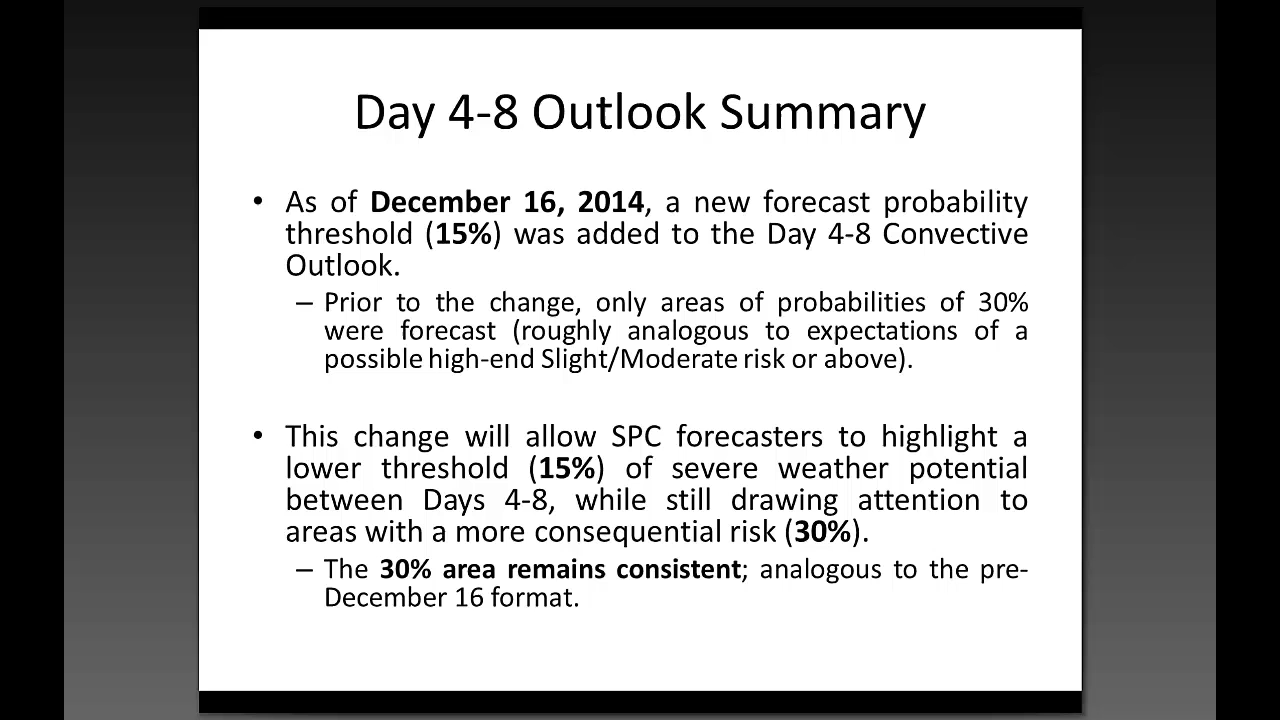 Day 4-8 Outlook Summary
• As of December 16, 2014, a new forecast probability
threshold (15%) was added to the Day 4-8 Convective
Outlook.
– Prior to the change, only areas of probabilities of 30%
were forecast (roughly analogous to expectations of a
possible high-end Slight/Moderate risk or above).
• This change will allow SPC forecasters to highlight a
lower threshold (15%) of severe weather potential
between Days 4-8, while still drawing attention to
areas with a more consequential risk (30%).
– The 30% area remains consistent; analogous to the pre-
December 16 format.